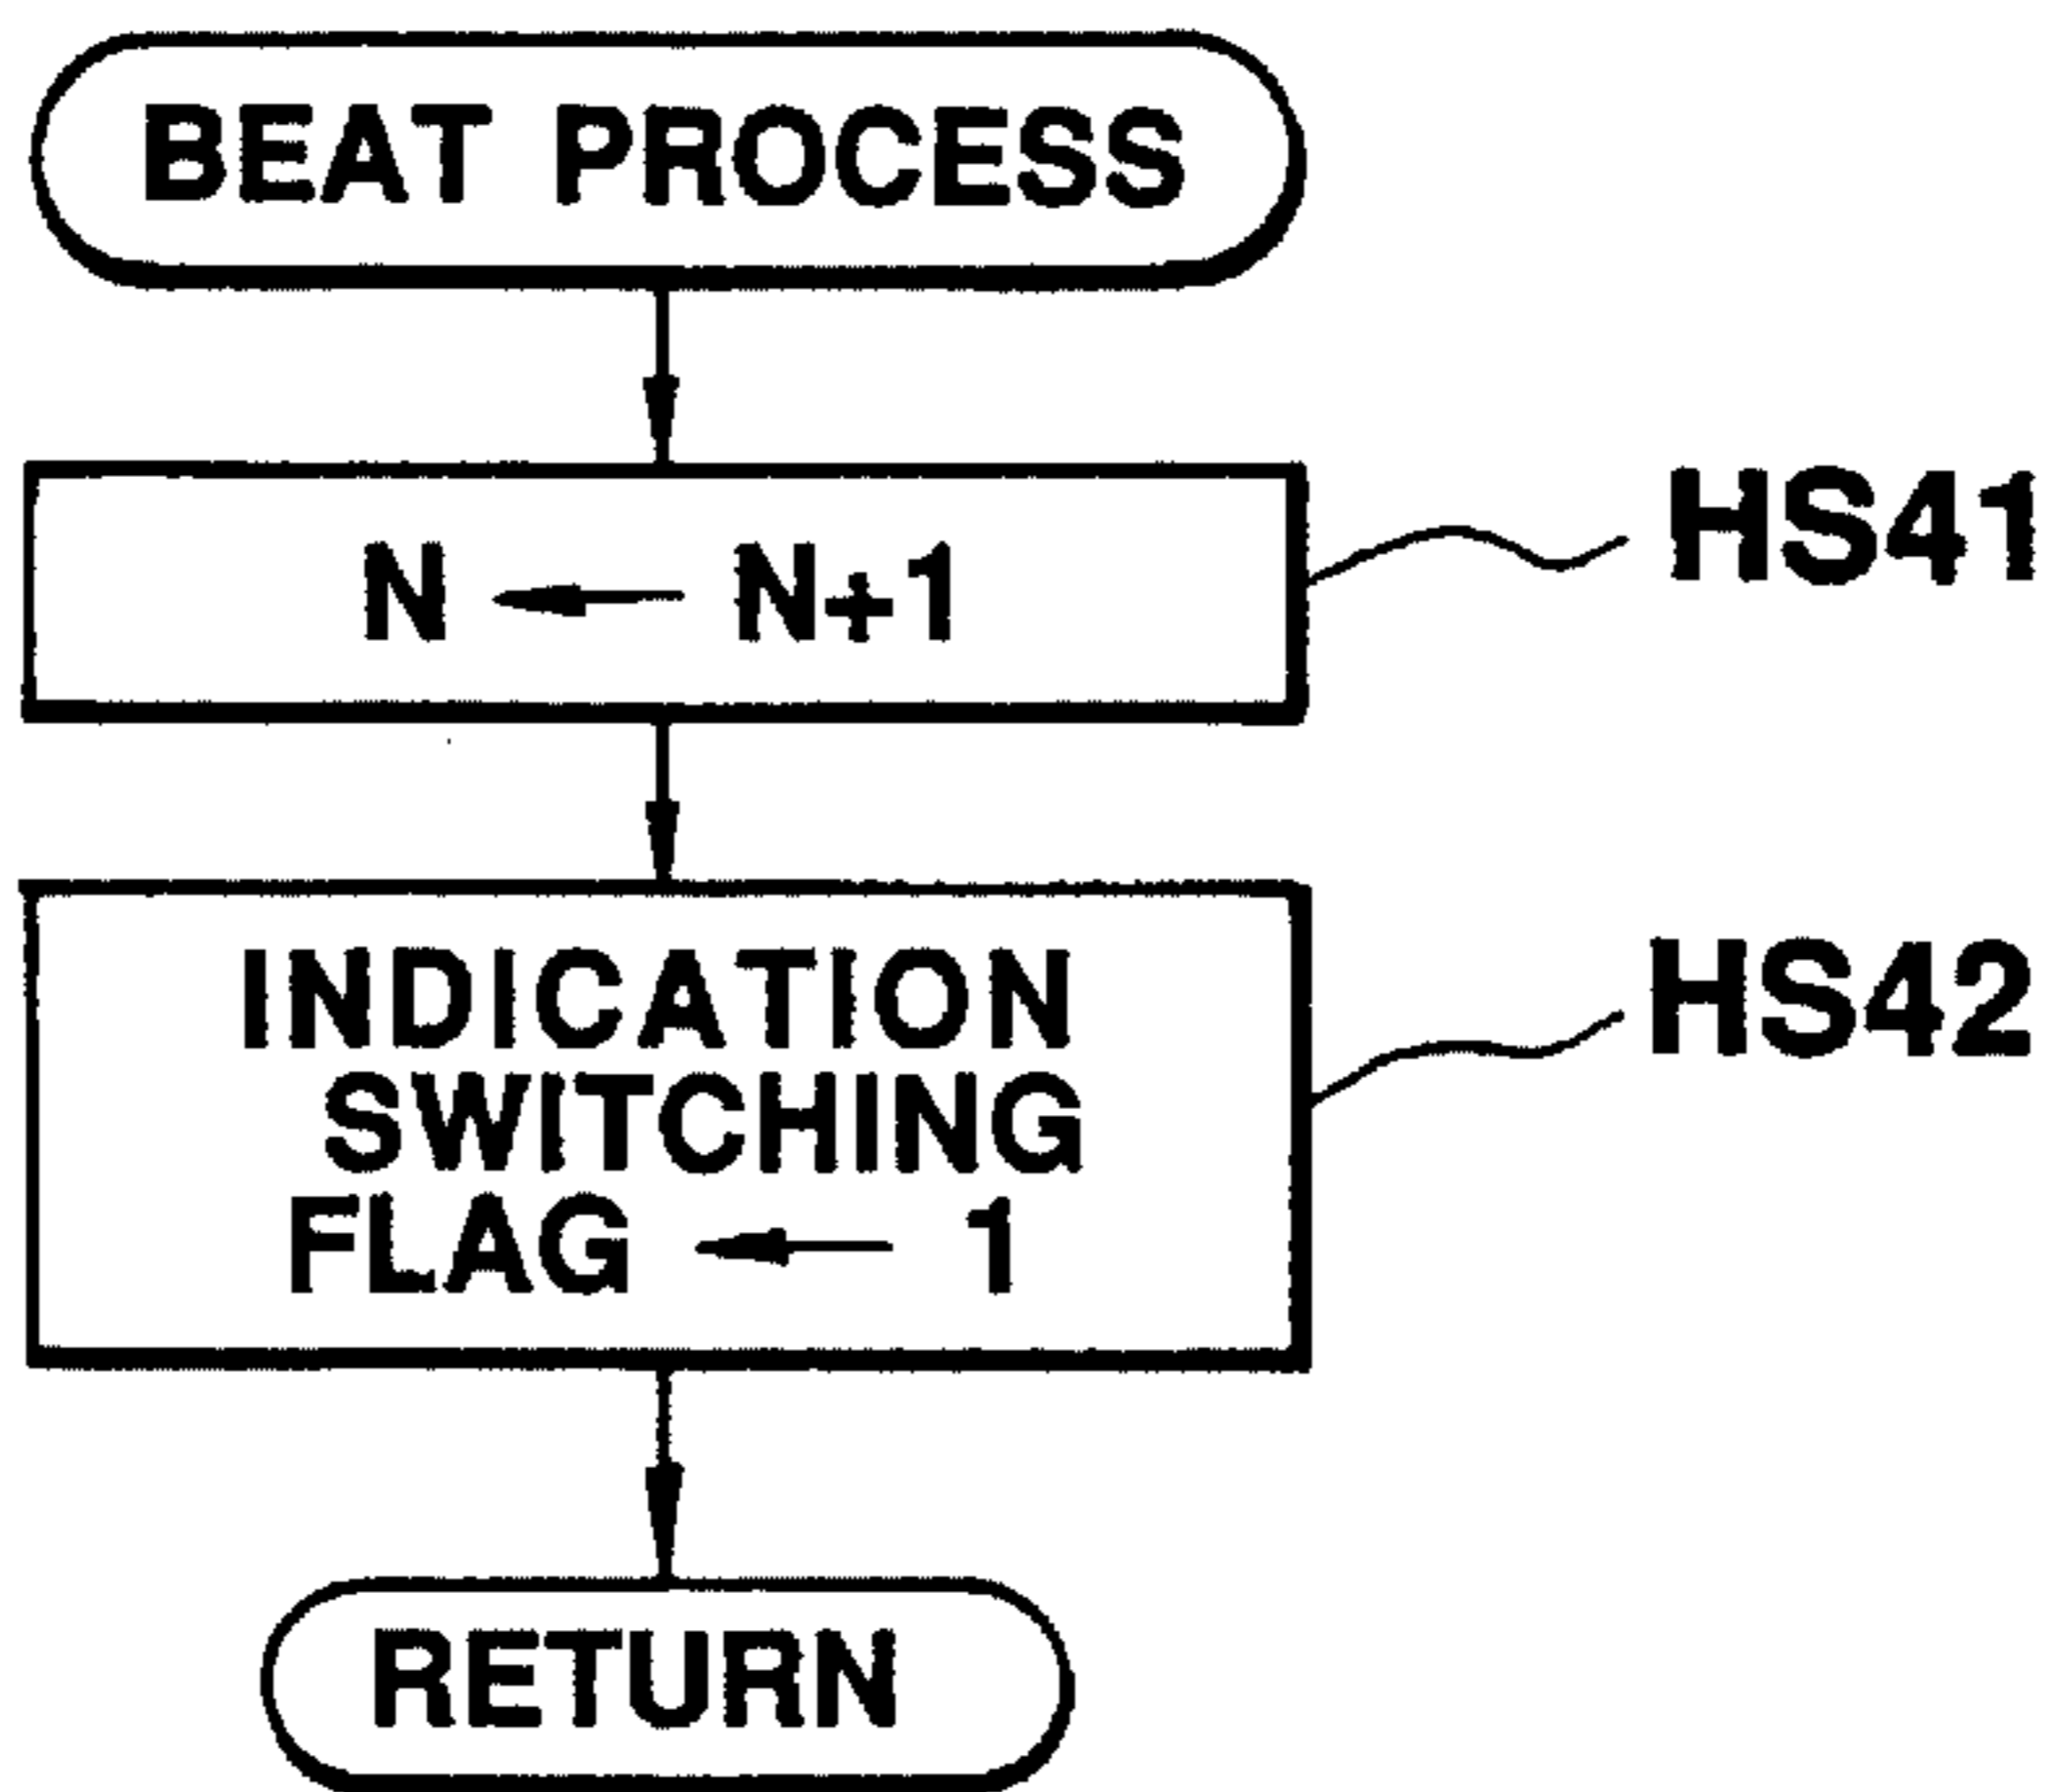 BEAT PROCESS
N ← N+1
HS41
INDICATION
SWITCHING
FLAG ← 1
HS42
RETURN